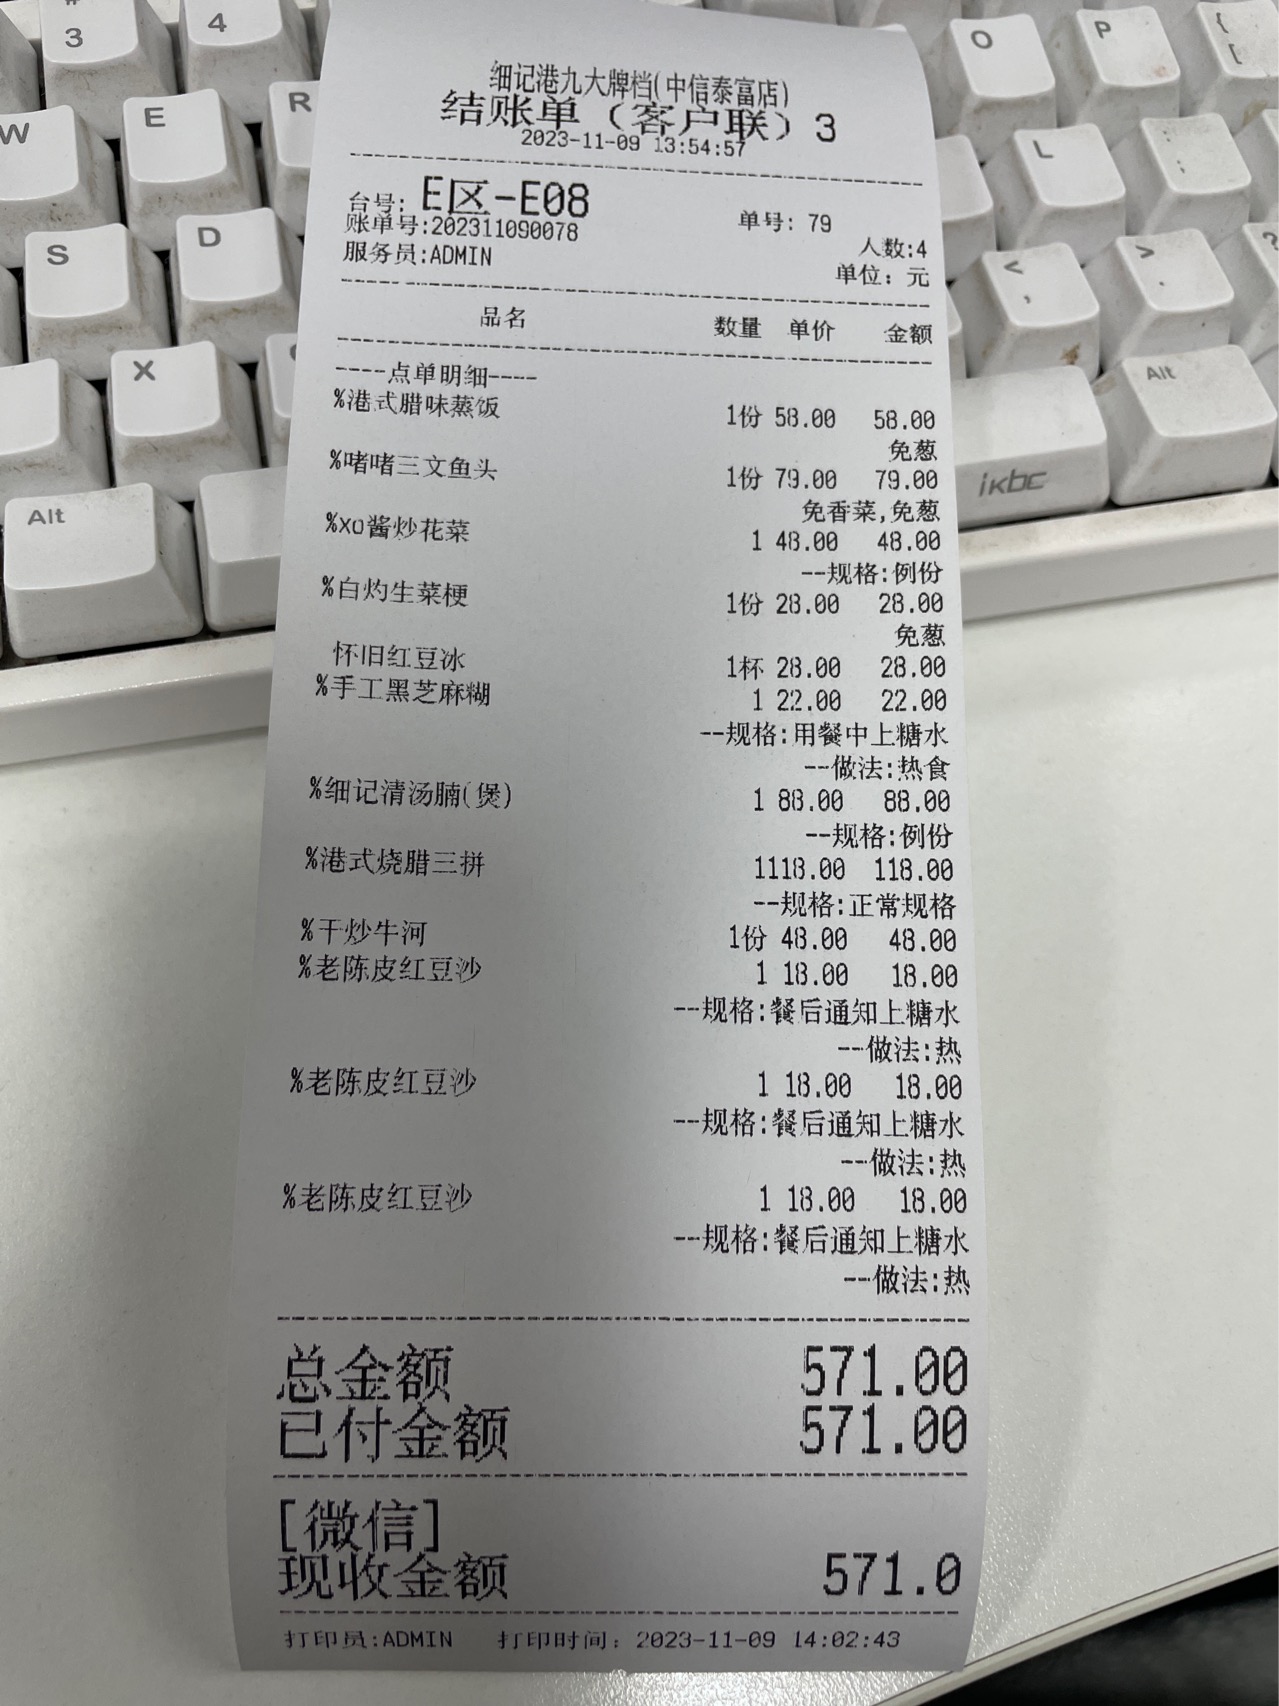 # 4
3
O P { [
W E R
L : ;
S D
< , > . ?
X
Alt
Alt
ikbc
细记港九大牌档(中信泰富店)
结账单（客户联）3
2023-11-09 13:54:57
台号: E区-E08 单号: 79
账单号:202311090078 人数:4
服务员:ADMIN 单位: 元
品名 数量 单价 金额
----点单明细----
%港式腊味蒸饭 1份 58.00 58.00
免葱
%啫啫三文鱼头 1份 79.00 79.00
免香菜,免葱
%xo酱炒花菜 1 48.00 48.00
--规格:例份
%白灼生菜梗 1份 28.00 28.00
免葱
怀旧红豆冰 1杯 28.00 28.00
%手工黑芝麻糊 1 22.00 22.00
--规格:用餐中上糖水
--做法:热食
%细记清汤腩(煲) 1 88.00 88.00
--规格:例份
%港式烧腊三拼 1118.00 118.00
--规格:正常规格
%干炒牛河 1份 48.00 48.00
%老陈皮红豆沙 1 18.00 18.00
--规格:餐后通知上糖水
--做法:热
%老陈皮红豆沙 1 18.00 18.00
--规格:餐后通知上糖水
--做法:热
%老陈皮红豆沙 1 18.00 18.00
--规格:餐后通知上糖水
--做法:热
总金额 571.00
已付金额 571.00
[微信]
现收金额 571.0
打印员:ADMIN 打印时间: 2023-11-09 14:02:43